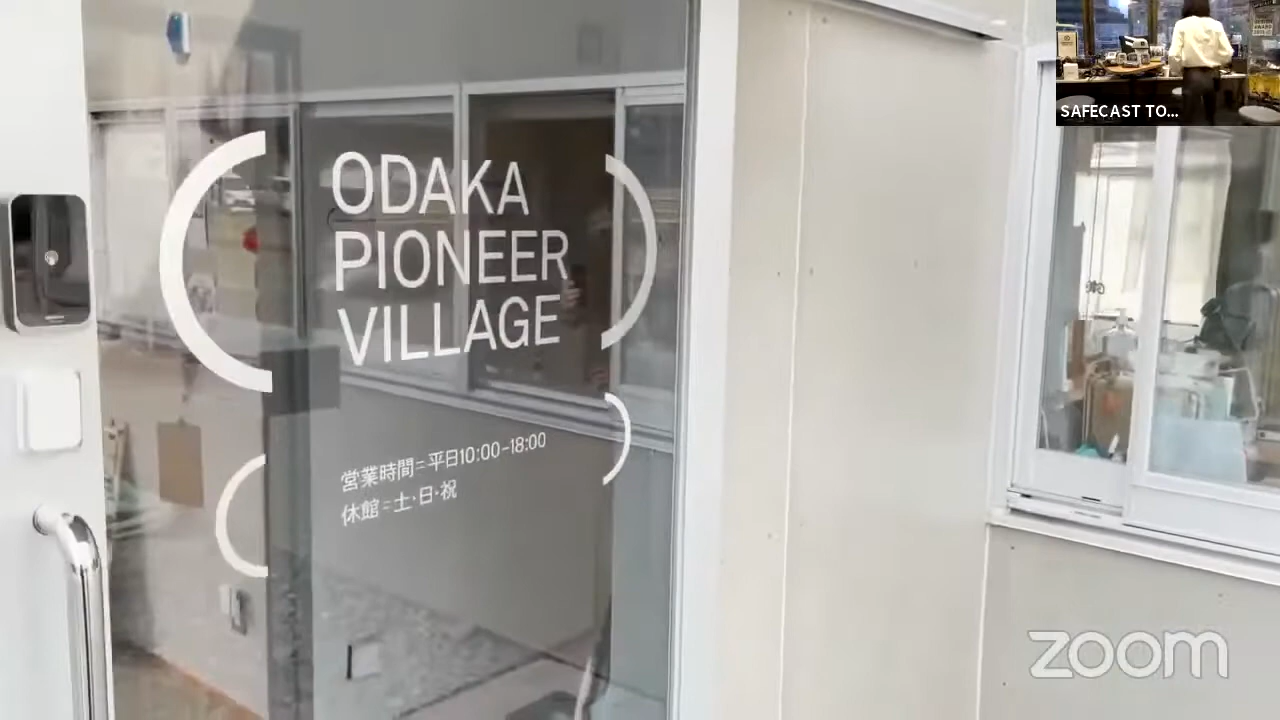 SAFECAST TO...
ODAKA
PIONEER
VILLAGE
営業時間=平日10:00-18:00
休館=土・日・祝
zoom